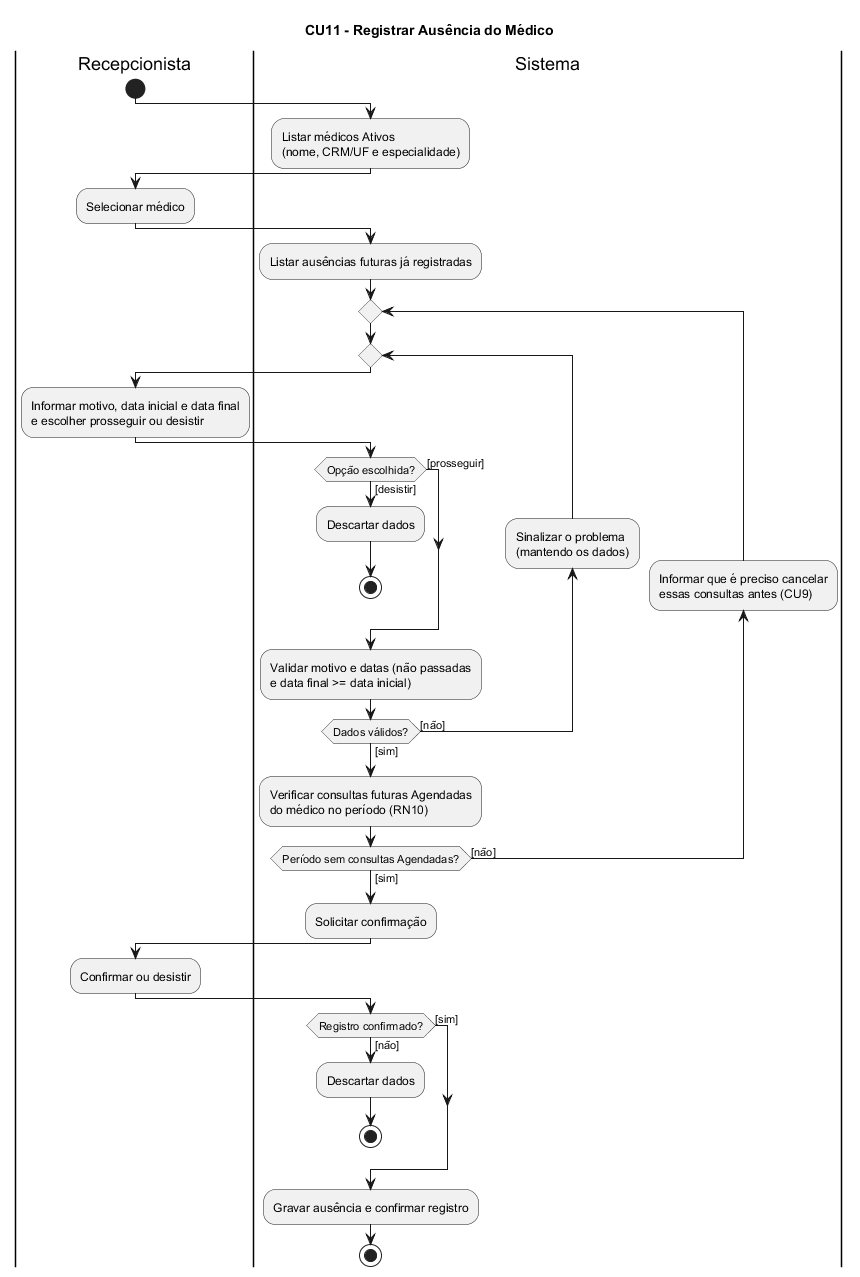 CU11 - Registrar Ausência do Médico
Recepcionista
Sistema
Listar médicos Ativos
(nome, CRM/UF e especialidade)
Selecionar médico
Listar ausências futuras já registradas
Informar motivo, data inicial e data final
e escolher prosseguir ou desistir
Opção escolhida?
[prosseguir]
[desistir]
Descartar dados
Sinalizar o problema
(mantendo os dados)
Informar que é preciso cancelar
essas consultas antes (CU9)
Validar motivo e datas (não passadas
e data final >= data inicial)
Dados válidos?
[não]
[sim]
Verificar consultas futuras Agendadas
do médico no período (RN10)
Período sem consultas Agendadas?
[não]
[sim]
Solicitar confirmação
Confirmar ou desistir
Registro confirmado?
[sim]
[não]
Descartar dados
Gravar ausência e confirmar registro